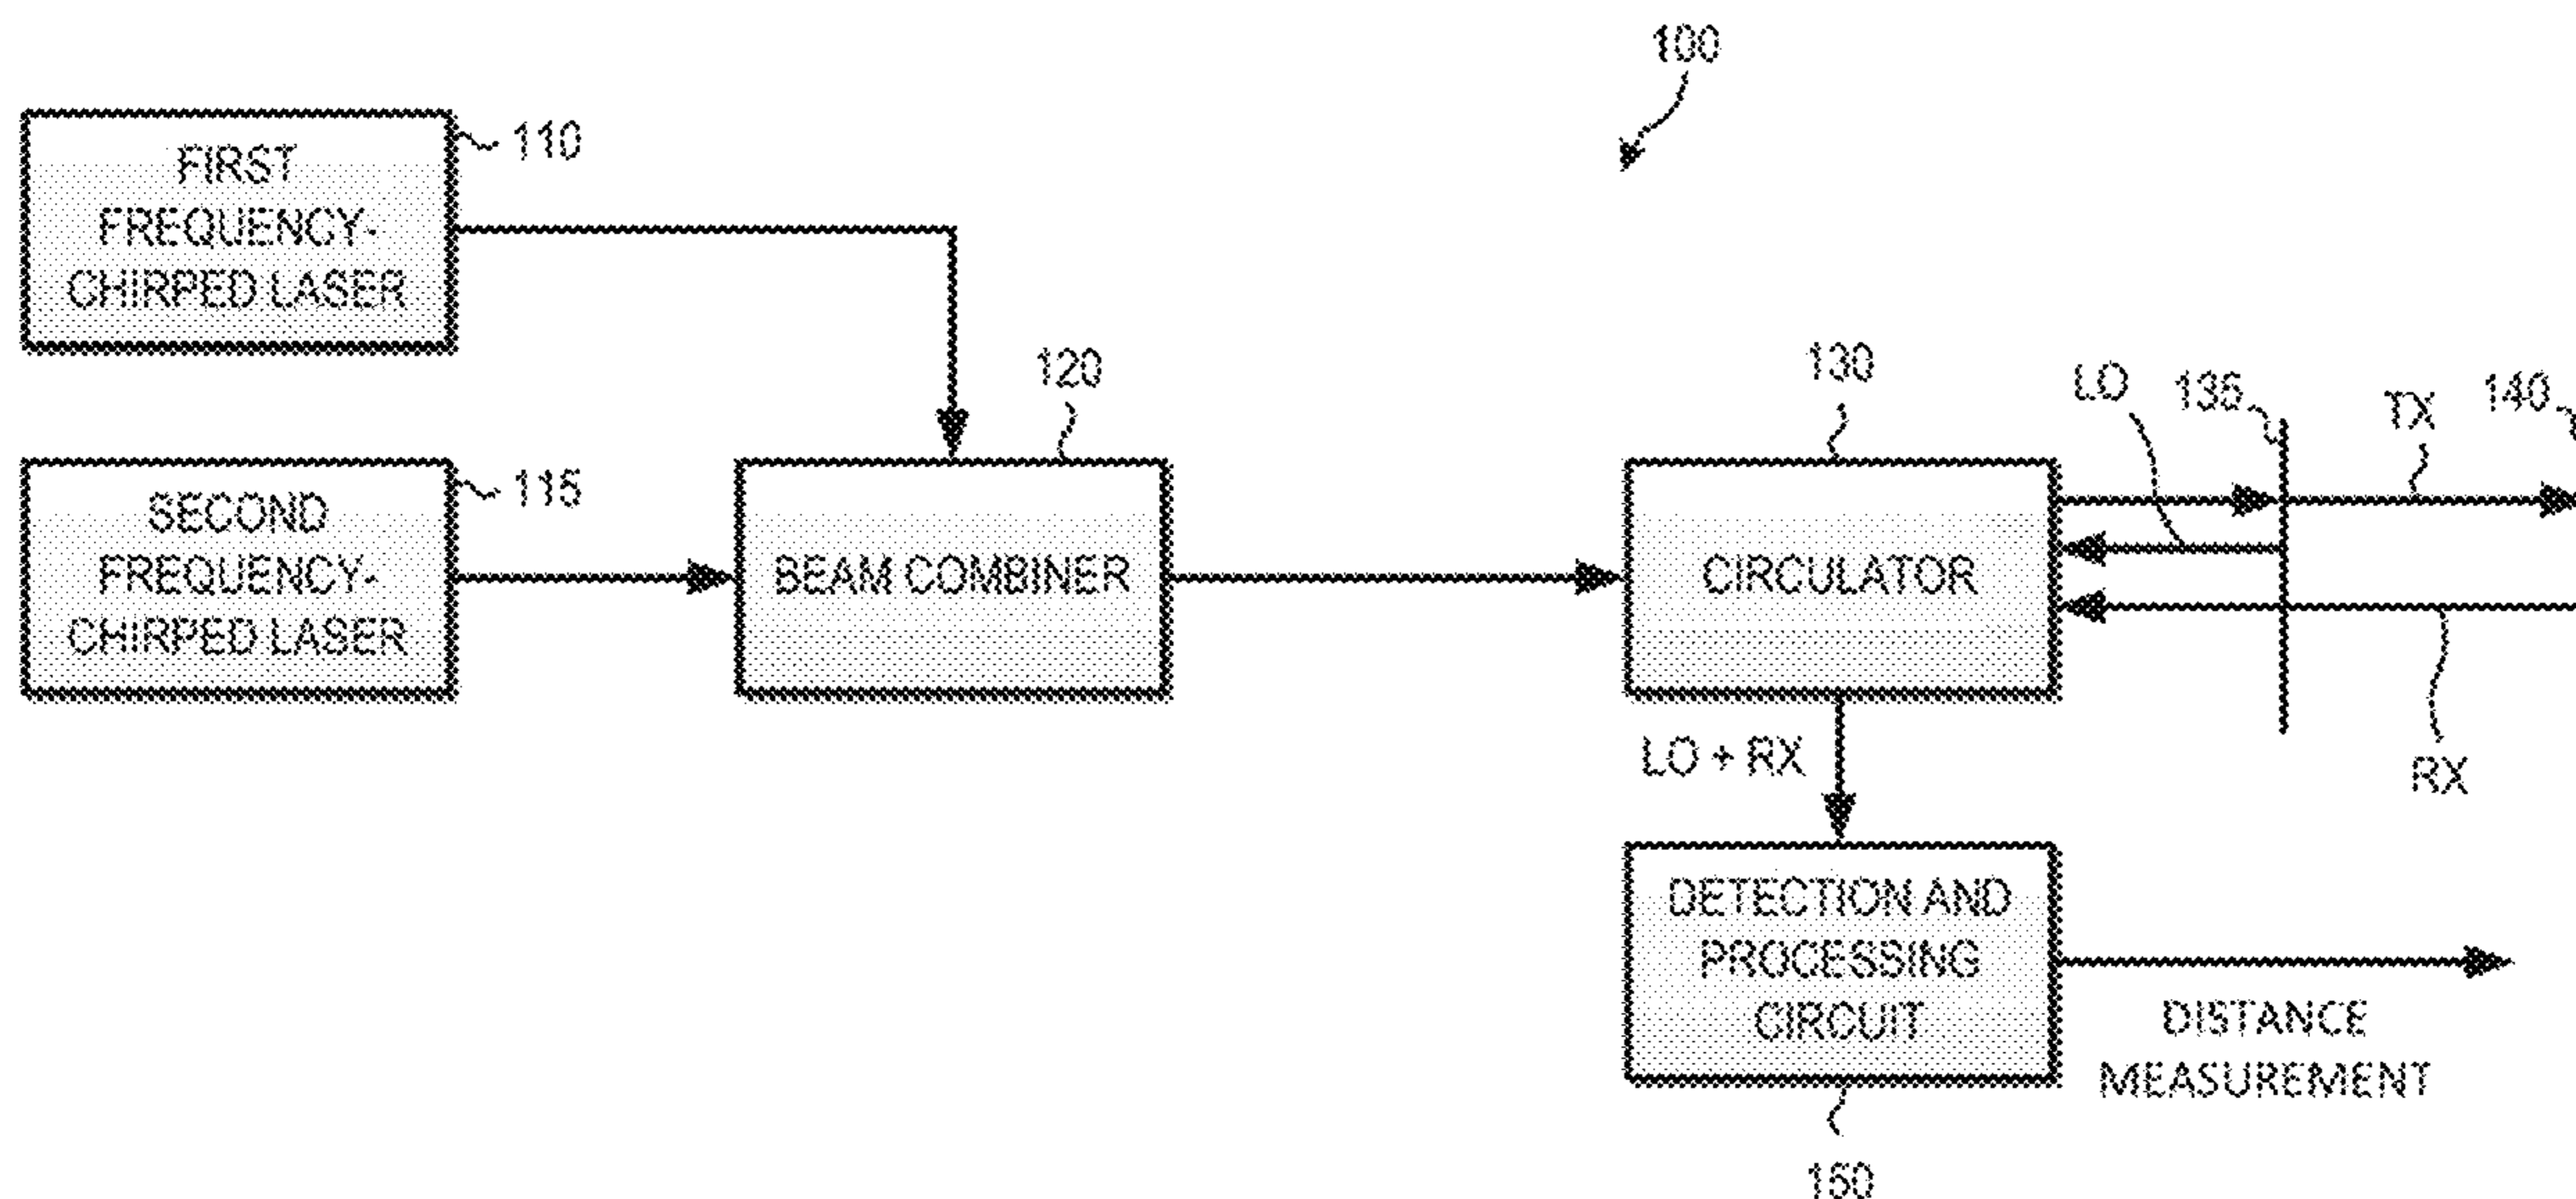 100
FIRST
FREQUENCY-
CHIRPED LASER
110
SECOND
FREQUENCY-
CHIRPED LASER
115
120
BEAM COMBINER
130
CIRCULATOR
LO
135
TX
140
RX
LO + RX
DETECTION AND
PROCESSING
CIRCUIT
DISTANCE
MEASUREMENT
150